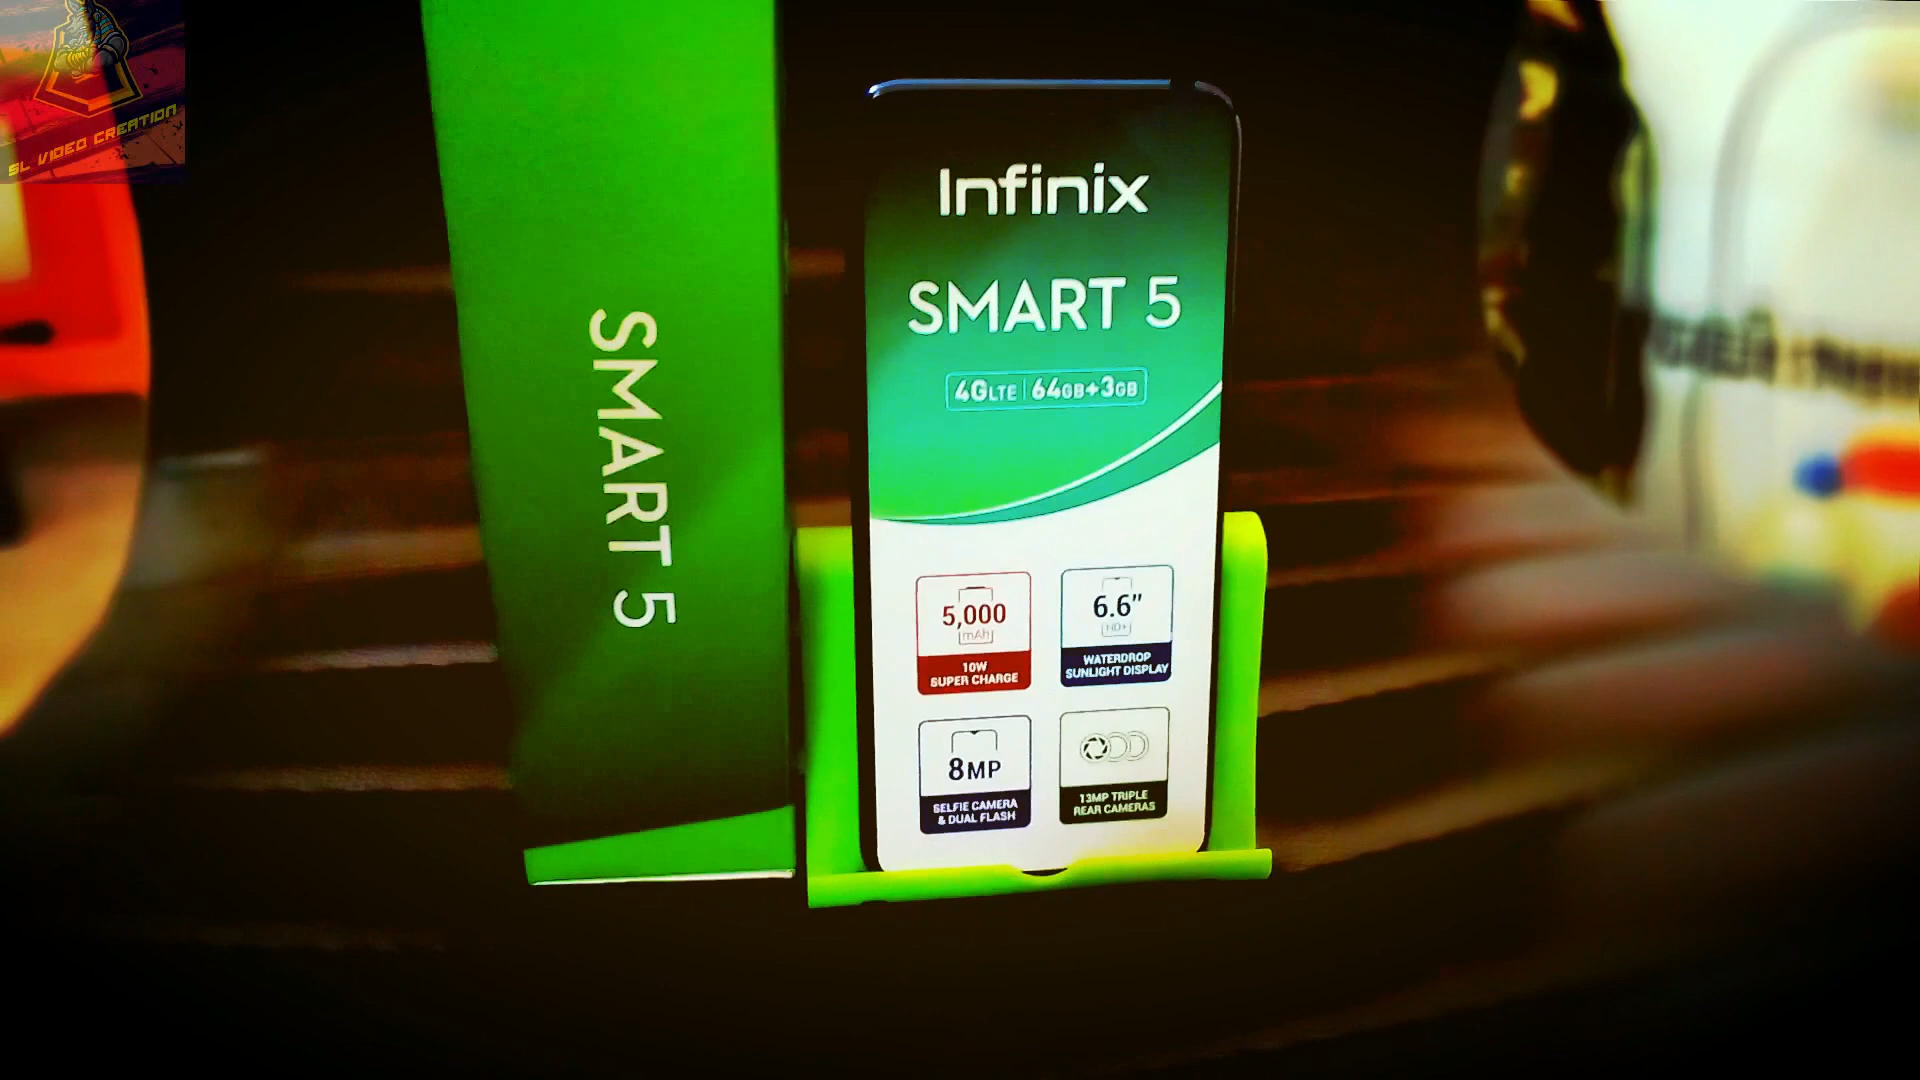 SL VIDEO CREATION
SMART 5
Infinix
SMART 5
4GLTE | 64GB+3GB
5,000
mAh
10W
SUPER CHARGE
6.6"
HD+
WATERDROP
SUNLIGHT DISPLAY
8MP
SELFIE CAMERA
& DUAL FLASH
13MP TRIPLE
REAR CAMERAS